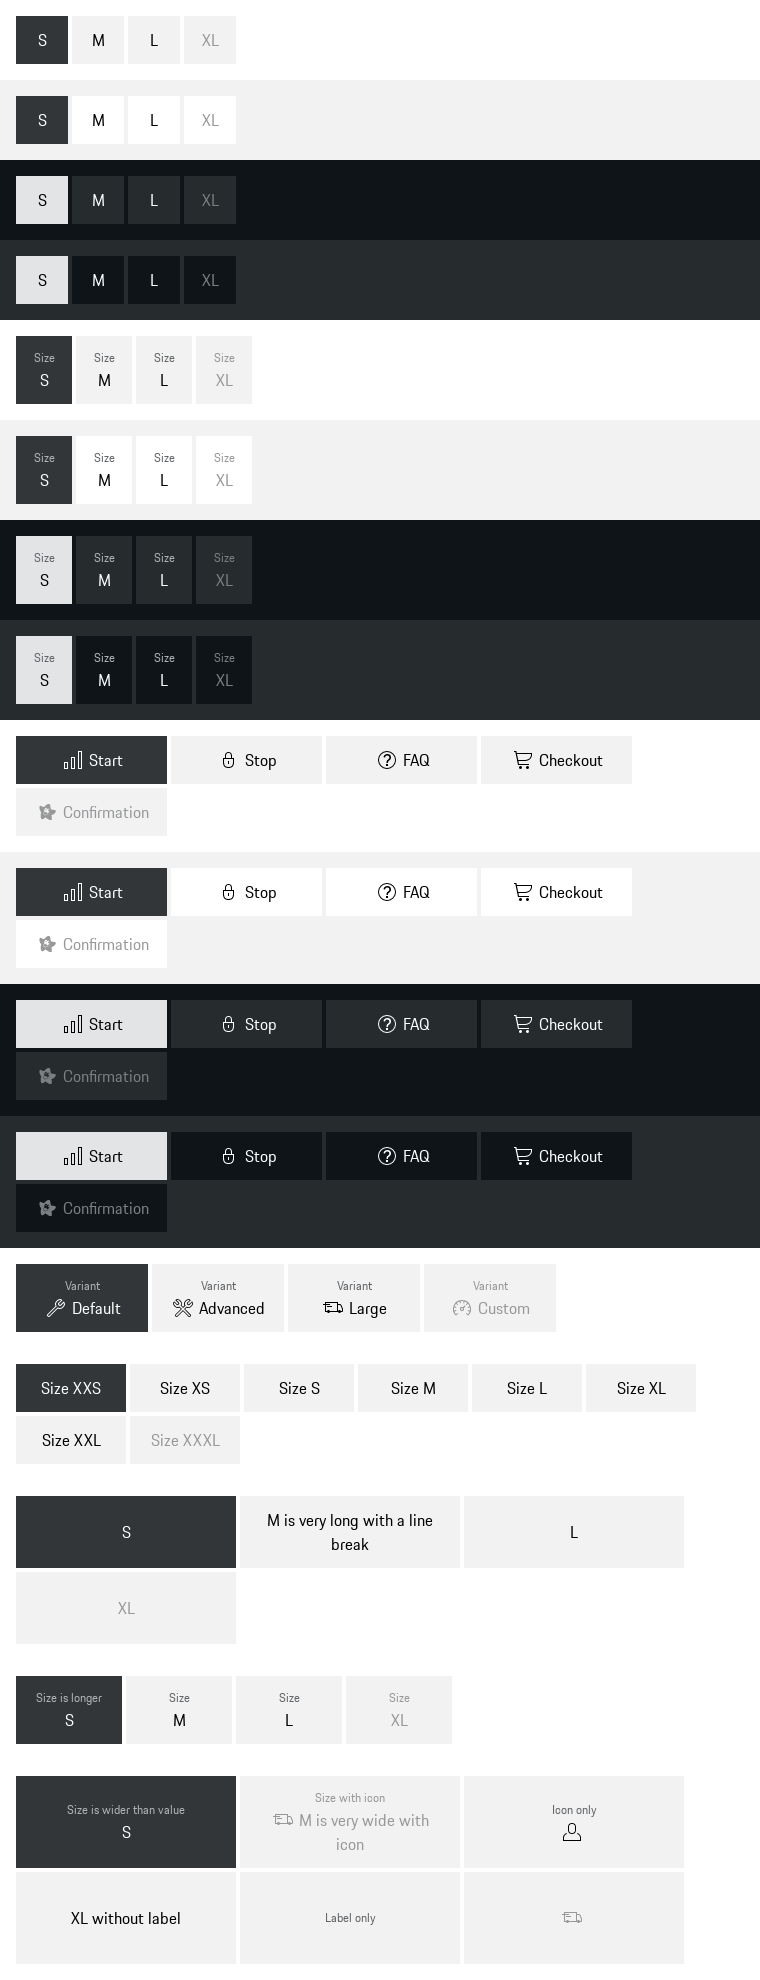 S M L XL
S M L XL
S M L XL
S M L XL
Size Size Size Size
S M L XL
Size Size Size Size
S M L XL
Size Size Size Size
S M L XL
Size Size Size Size
S M L XL
Start Stop FAQ Checkout
Confirmation
Start Stop FAQ Checkout
Confirmation
Start Stop FAQ Checkout
Confirmation
Start Stop FAQ Checkout
Confirmation
Variant Variant Variant Variant
Default Advanced Large Custom
Size XXS Size XS Size S Size M Size L Size XL
Size XXL Size XXXL
S M is very long with a line L
break
XL
Size is longer Size Size Size
S M L XL
Size is wider than value
S
Size with icon
M is very wide with
icon
Icon only
XL without label Label only